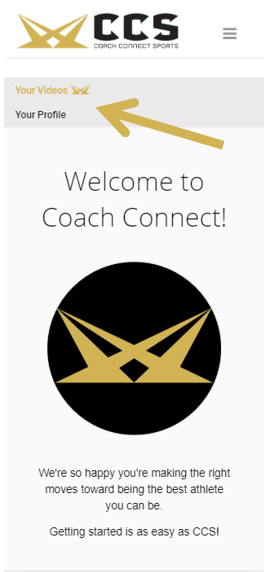 CCS
COACH CONNECT SPORTS
Your Videos
Your Profile
Welcome to
Coach Connect!
We're so happy you're making the right
moves toward being the best athlete
you can be.
Getting started is as easy as CCS!